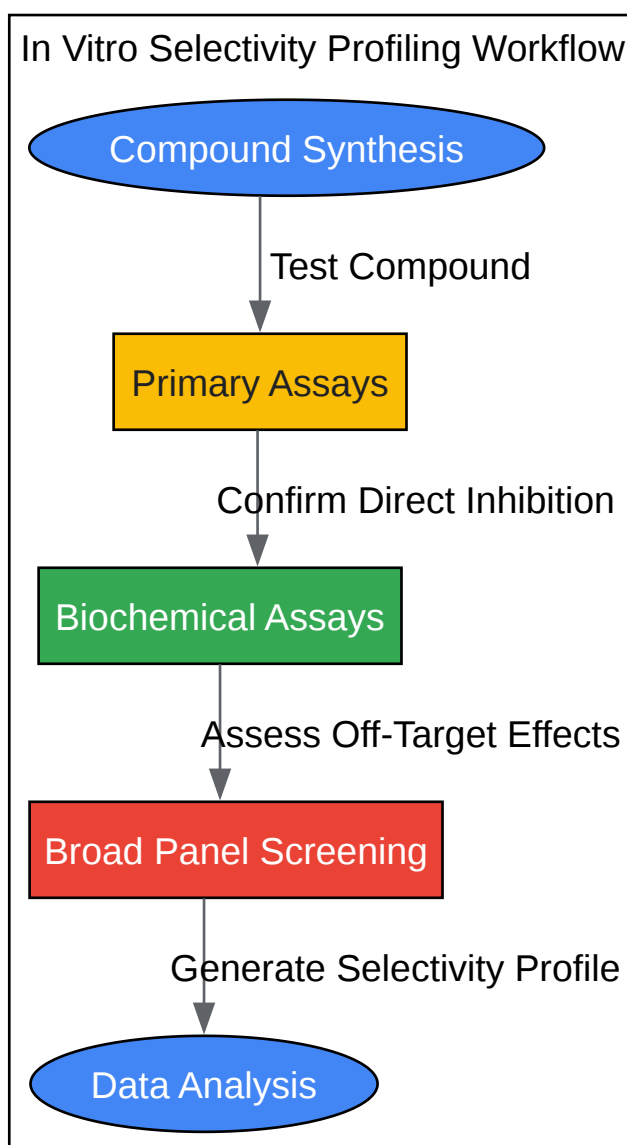 In Vitro Selectivity Profiling Workflow
Compound Synthesis
Test Compound
Primary Assays
Confirm Direct Inhibition
Biochemical Assays
Assess Off-Target Effects
Broad Panel Screening
Generate Selectivity Profile
Data Analysis